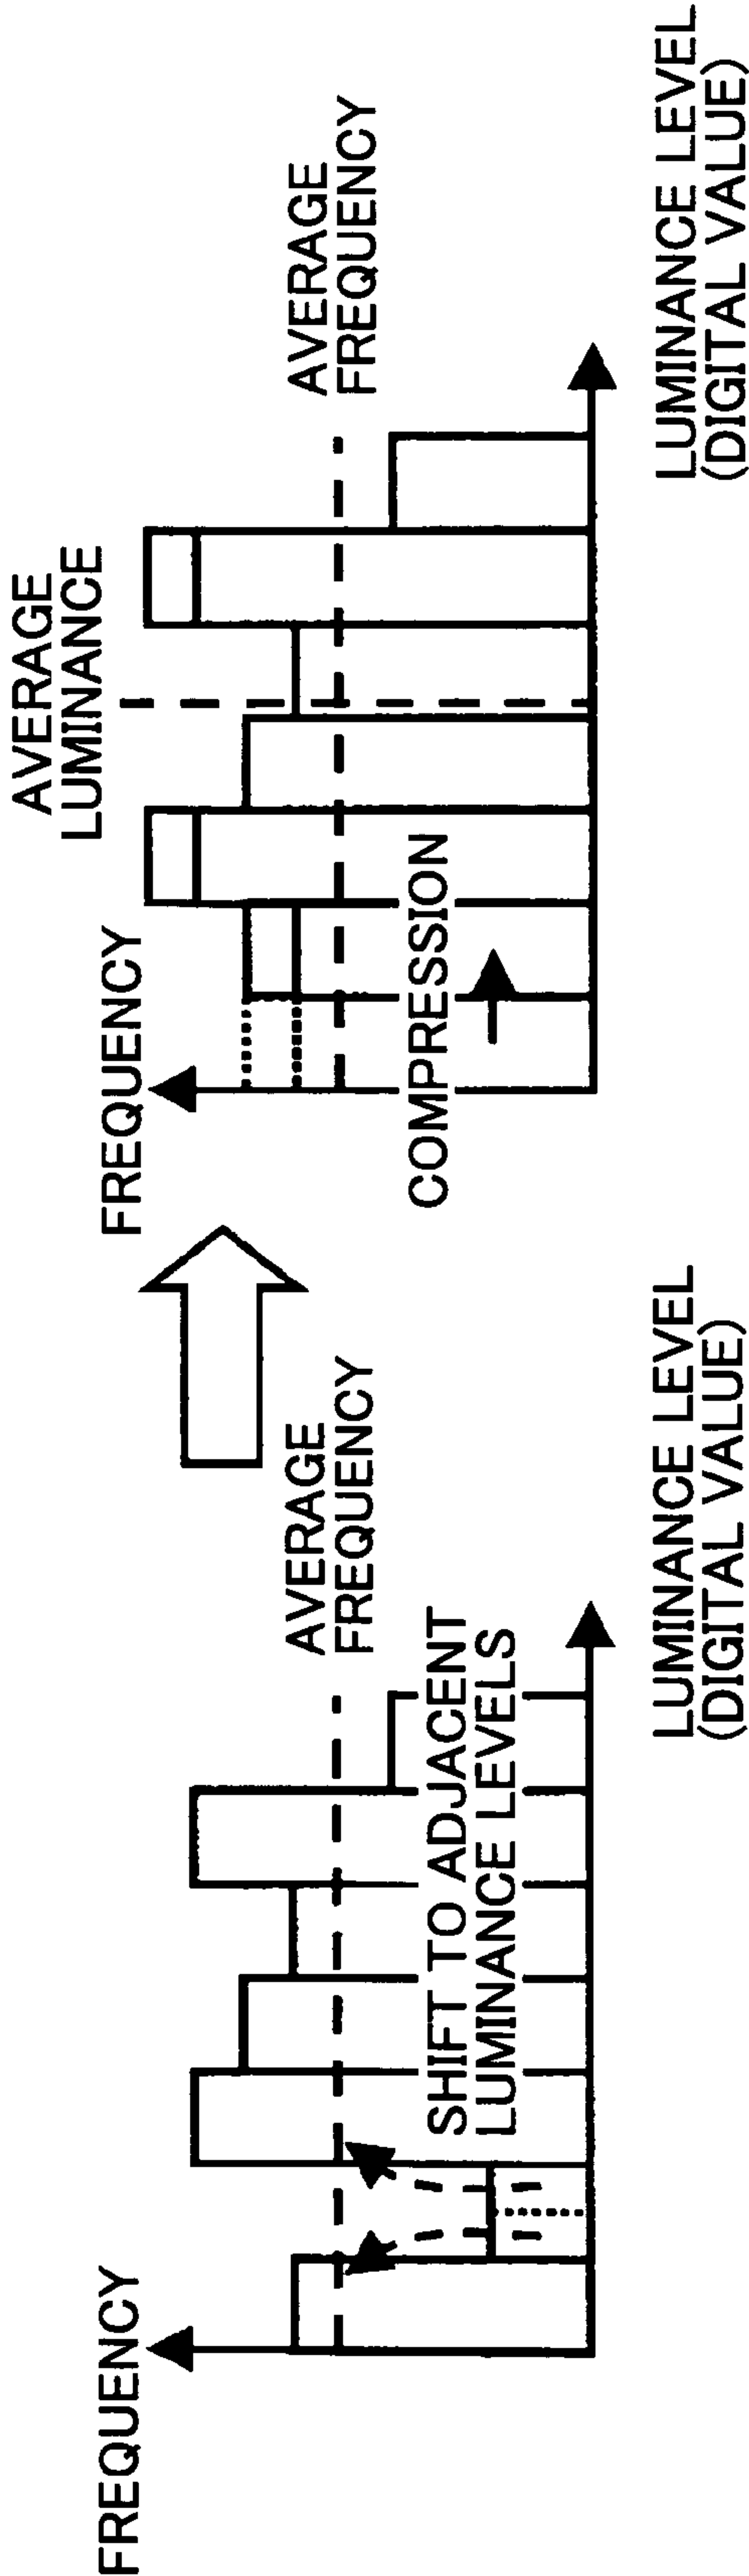 FREQUENCY
AVERAGE
FREQUENCY
SHIFT TO ADJACENT
LUMINANCE LEVELS
LUMINANCE LEVEL
(DIGITAL VALUE)
FREQUENCY
AVERAGE
LUMINANCE
AVERAGE
FREQUENCY
COMPRESSION
LUMINANCE LEVEL
(DIGITAL VALUE)